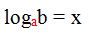 logₐb = x